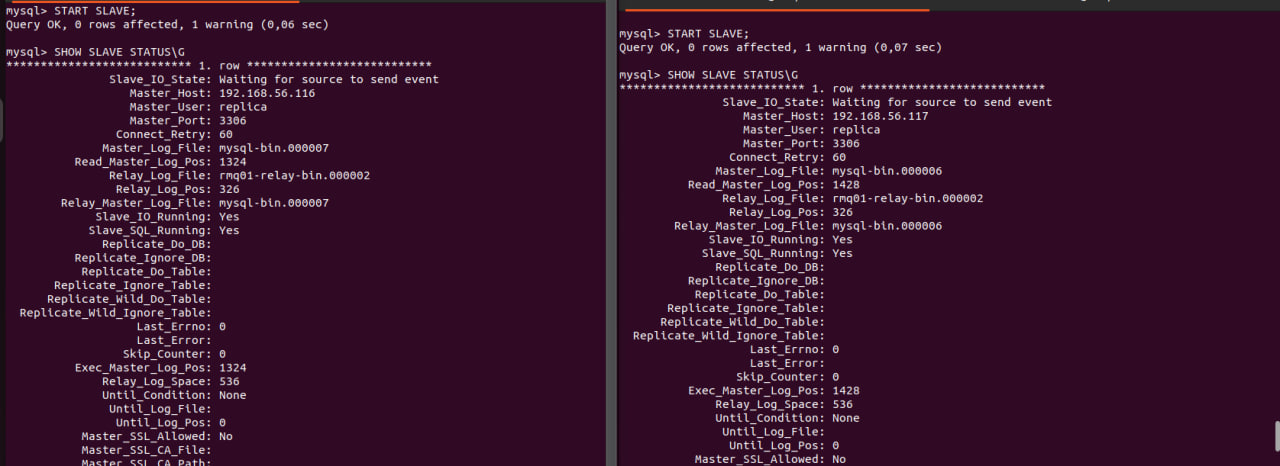 mysql> START SLAVE;
Query OK, 0 rows affected, 1 warning (0,06 sec)
mysql> SHOW SLAVE STATUS\G
*************************** 1. row ***************************
Slave_IO_State: Waiting for source to send event
Master_Host: 192.168.56.116
Master_User: replica
Master_Port: 3306
Connect_Retry: 60
Master_Log_File: mysql-bin.000007
Read_Master_Log_Pos: 1324
Relay_Log_File: rmq01-relay-bin.000002
Relay_Log_Pos: 326
Relay_Master_Log_File: mysql-bin.000007
Slave_IO_Running: Yes
Slave_SQL_Running: Yes
Replicate_Do_DB:
Replicate_Ignore_DB:
Replicate_Do_Table:
Replicate_Ignore_Table:
Replicate_Wild_Do_Table:
Replicate_Wild_Ignore_Table:
Last_Errno: 0
Last_Error:
Skip_Counter: 0
Exec_Master_Log_Pos: 1324
Relay_Log_Space: 536
Until_Condition: None
Until_Log_File:
Until_Log_Pos: 0
Master_SSL_Allowed: No
Master_SSL_CA_File:
Master_SSL_CA_Path:
mysql> START SLAVE;
Query OK, 0 rows affected, 1 warning (0,07 sec)
mysql> SHOW SLAVE STATUS\G
*************************** 1. row ***************************
Slave_IO_State: Waiting for source to send event
Master_Host: 192.168.56.117
Master_User: replica
Master_Port: 3306
Connect_Retry: 60
Master_Log_File: mysql-bin.000006
Read_Master_Log_Pos: 1428
Relay_Log_File: rmq01-relay-bin.000002
Relay_Log_Pos: 326
Relay_Master_Log_File: mysql-bin.000006
Slave_IO_Running: Yes
Slave_SQL_Running: Yes
Replicate_Do_DB:
Replicate_Ignore_DB:
Replicate_Do_Table:
Replicate_Ignore_Table:
Replicate_Wild_Do_Table:
Replicate_Wild_Ignore_Table:
Last_Errno: 0
Last_Error:
Skip_Counter: 0
Exec_Master_Log_Pos: 1428
Relay_Log_Space: 536
Until_Condition: None
Until_Log_File:
Until_Log_Pos: 0
Master_SSL_Allowed: No